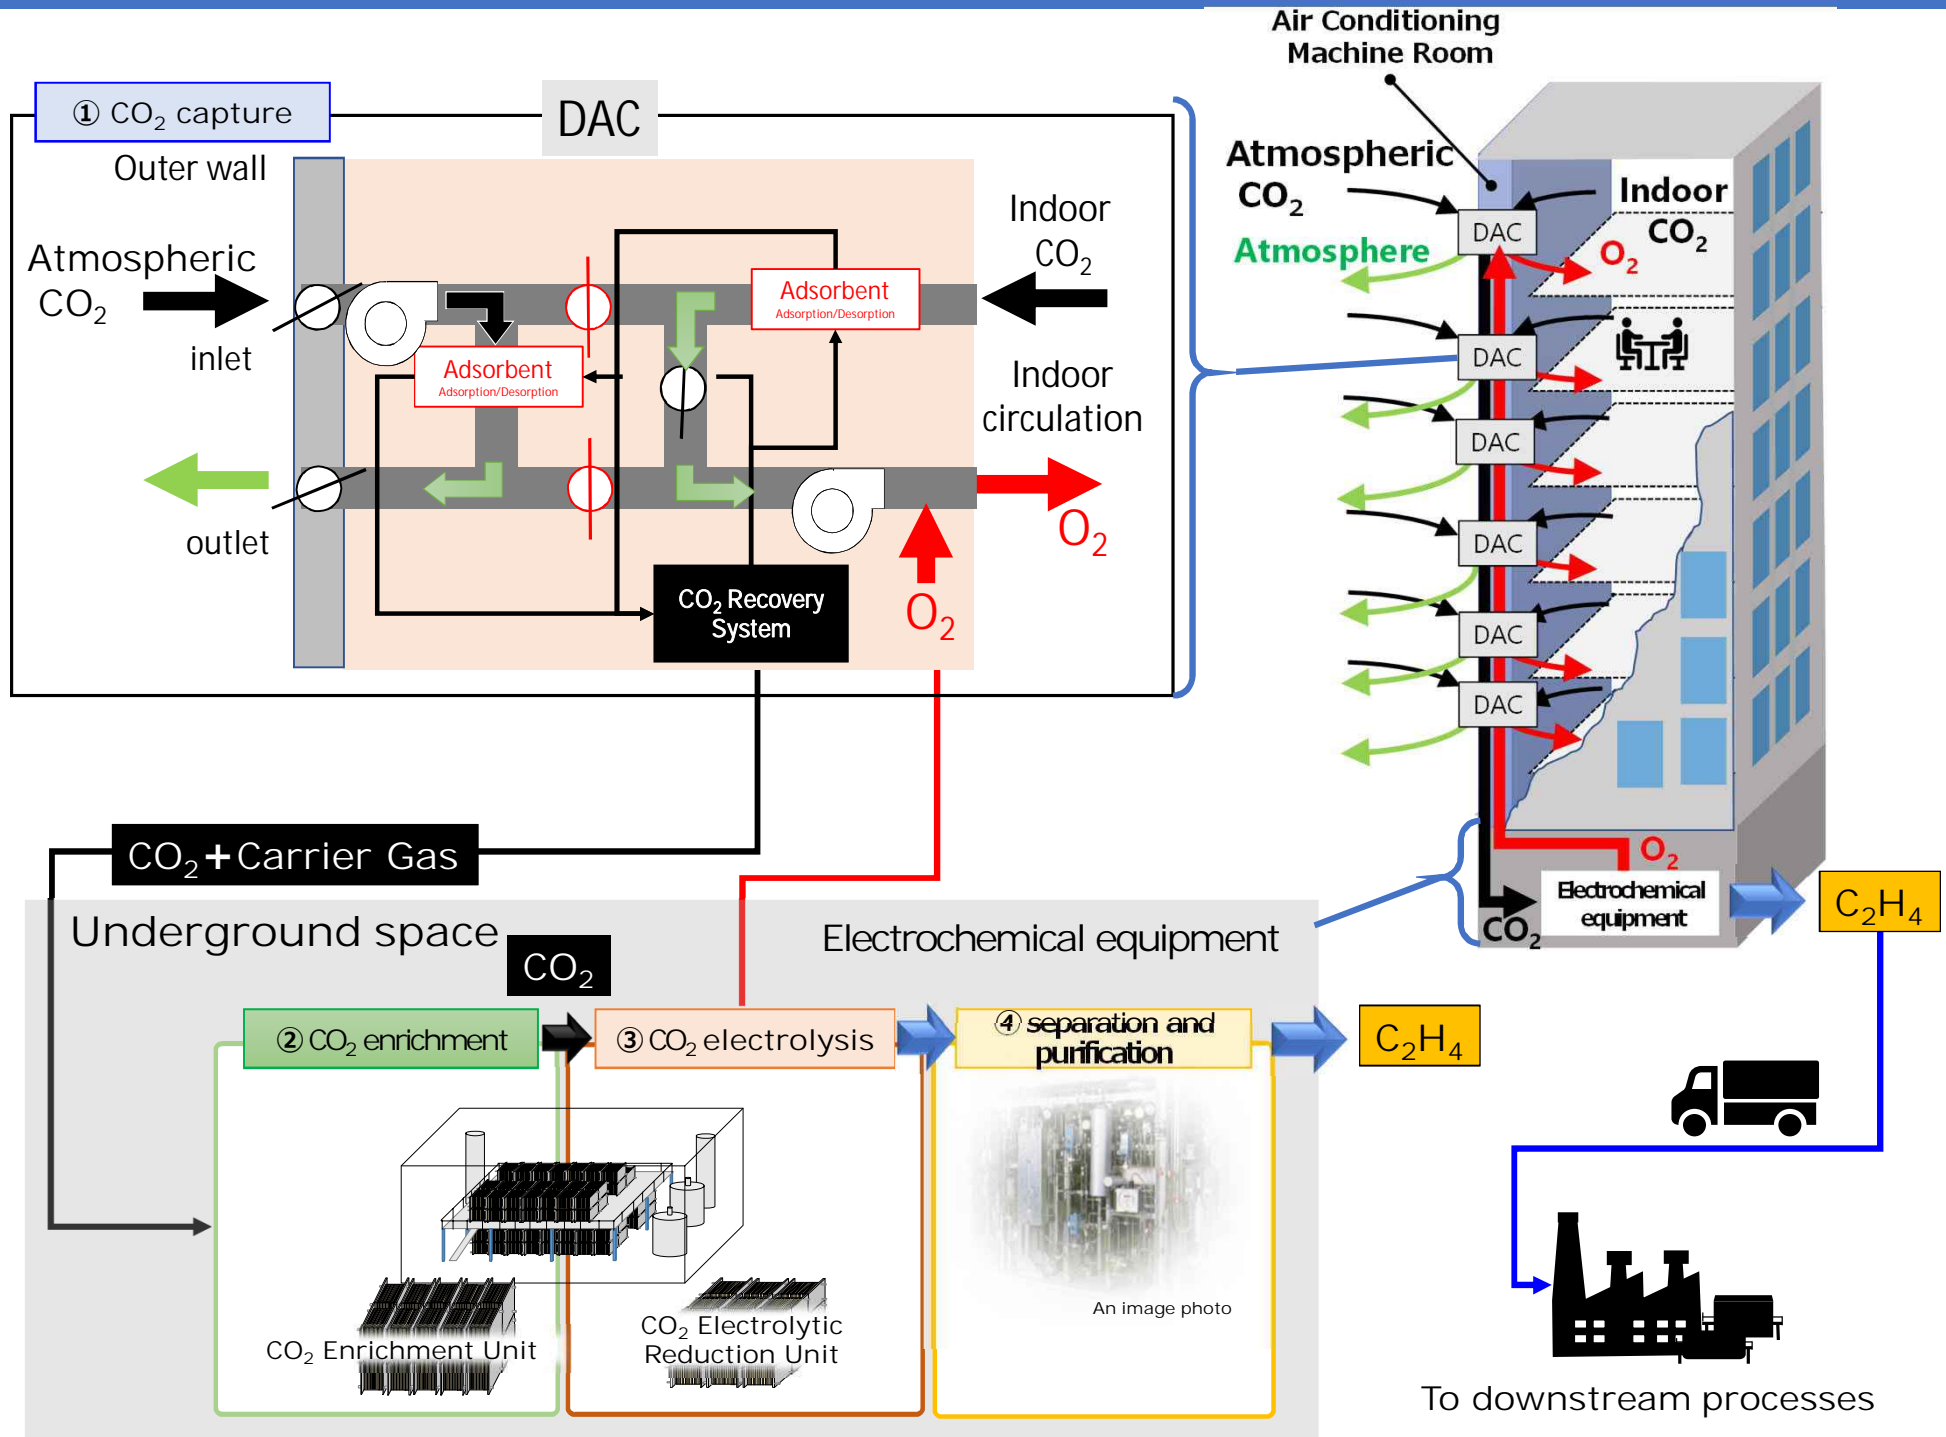 Air Conditioning
Machine Room
① CO₂ capture
DAC
Outer wall
Atmospheric
CO₂
inlet
outlet
Adsorbent
Adsorption/Desorption
Adsorbent
Adsorption/Desorption
Indoor
CO₂
Indoor
circulation
O₂
O₂
CO₂ Recovery
System
Atmospheric
CO₂
Atmosphere
Indoor
CO₂
O₂
DAC
DAC
DAC
DAC
DAC
DAC
O₂
Electrochemical
equipment
CO₂
C₂H₄
CO₂+Carrier Gas
Underground space
CO₂
Electrochemical equipment
② CO₂ enrichment
③ CO₂ electrolysis
④ separation and
purification
C₂H₄
CO₂ Enrichment Unit
CO₂ Electrolytic
Reduction Unit
An image photo
To downstream processes